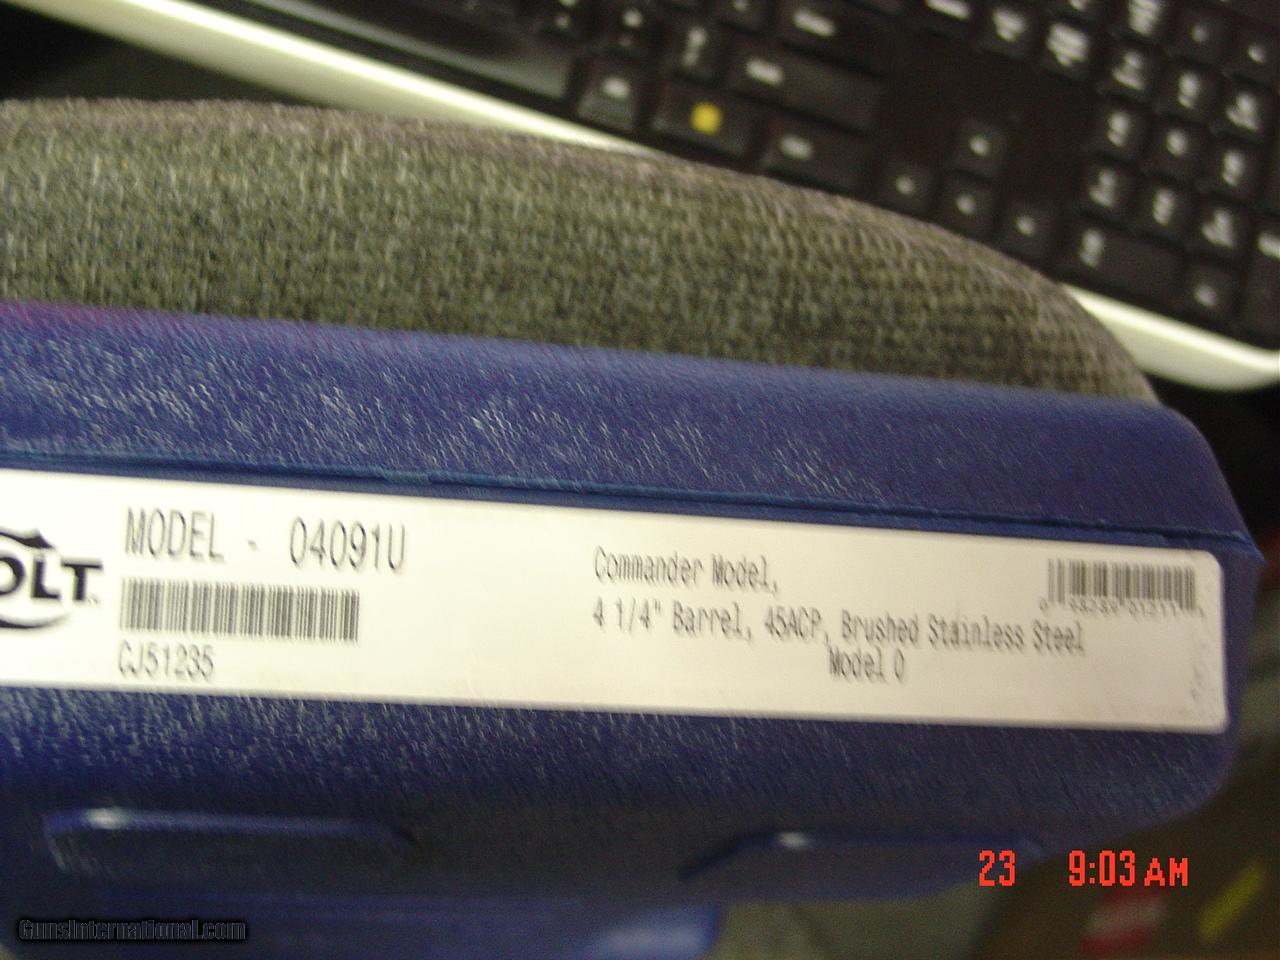 COLT
MODEL - 04091U
CJ51235
Commander Model,
4 1/4" Barrel, 45ACP, Brushed Stainless Steel
Model O
23 9:03 AM
GunsInternational.com